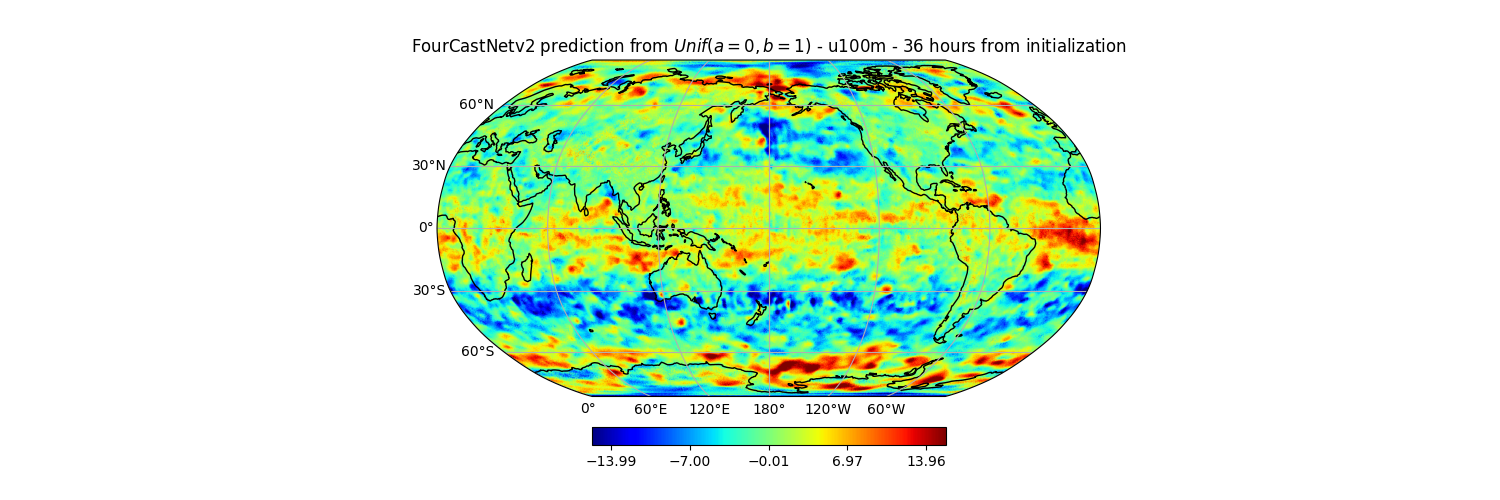 FourCastNetv2 prediction from Unif(a = 0, b = 1) - u100m - 36 hours from initialization
60°N
30°N
0°
30°S
60°S
0° 60°E 120°E 180° 120°W 60°W
−13.99 −7.00 −0.01 6.97 13.96